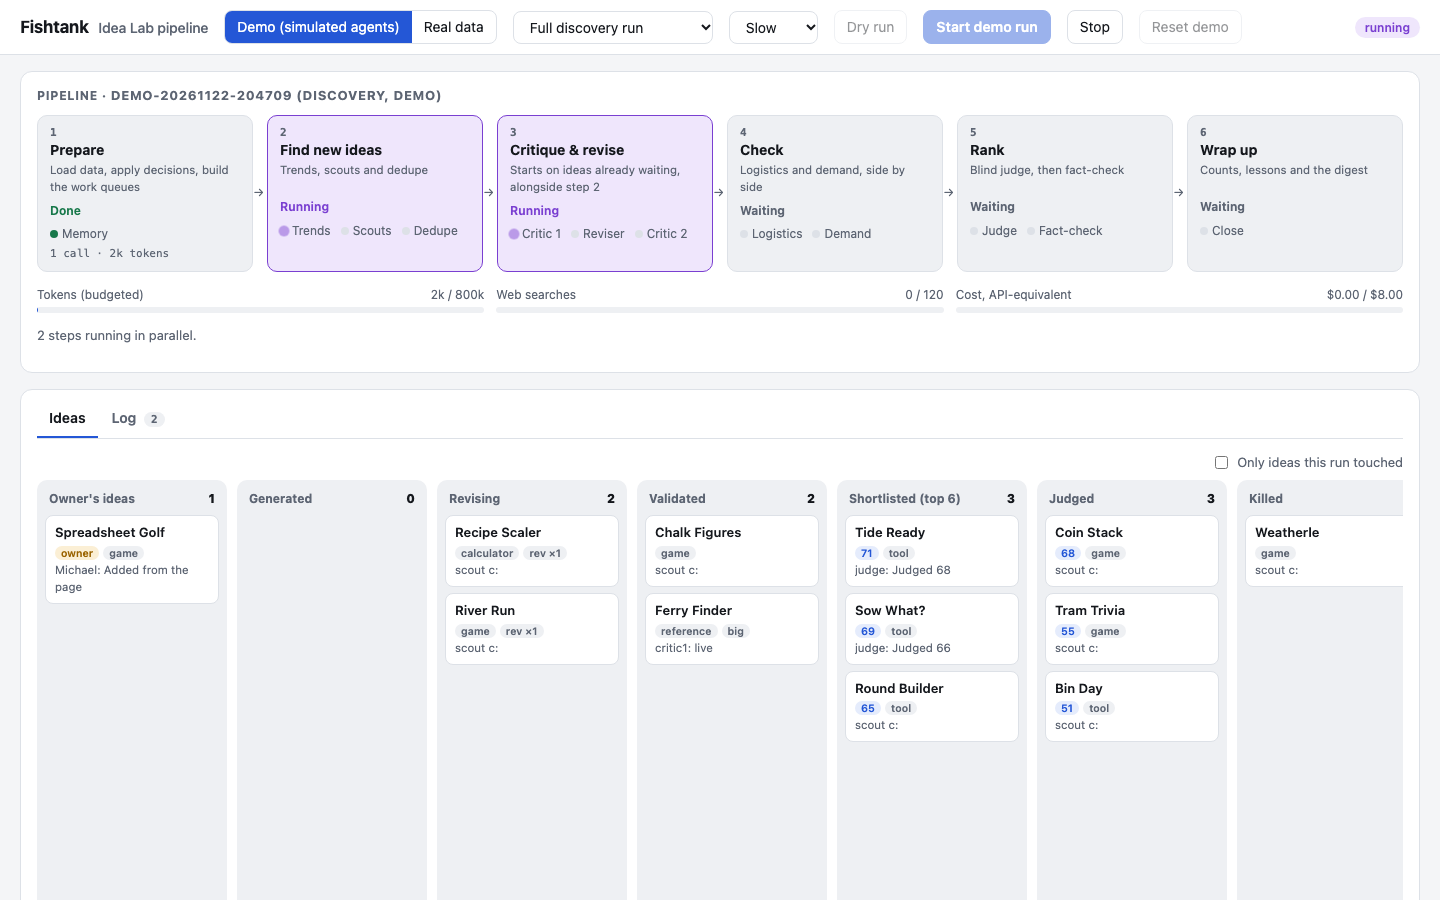 Fishtank Idea Lab pipeline Demo (simulated agents) Real data Full discovery run Slow Dry run Start demo run Stop Reset demo running
PIPELINE · DEMO-20261122-204709 (DISCOVERY, DEMO)
1
Prepare
Load data, apply decisions, build
the work queues
Done
Memory
1 call · 2k tokens
→
2
Find new ideas
Trends, scouts and dedupe
Running
Trends Scouts Dedupe
→
3
Critique & revise
Starts on ideas already waiting,
alongside step 2
Running
Critic 1 Reviser Critic 2
→
4
Check
Logistics and demand, side by
side
Waiting
Logistics Demand
→
5
Rank
Blind judge, then fact-check
Waiting
Judge Fact-check
→
6
Wrap up
Counts, lessons and the digest
Waiting
Close
Tokens (budgeted) 2k / 800k
Web searches 0 / 120
Cost, API-equivalent $0.00 / $8.00
2 steps running in parallel.
Ideas Log 2
Only ideas this run touched
Owner's ideas 1
Spreadsheet Golf
owner game
Michael: Added from the
page
Generated 0
Revising 2
Recipe Scaler
calculator rev ×1
scout c:
River Run
game rev ×1
scout c:
Validated 2
Chalk Figures
game
scout c:
Ferry Finder
reference big
critic1: live
Shortlisted (top 6) 3
Tide Ready
71 tool
judge: Judged 68
Sow What?
69 tool
judge: Judged 66
Round Builder
65 tool
scout c:
Judged 3
Coin Stack
68 game
scout c:
Tram Trivia
55 game
scout c:
Bin Day
51 tool
scout c:
Killed
Weatherle
game
scout c: